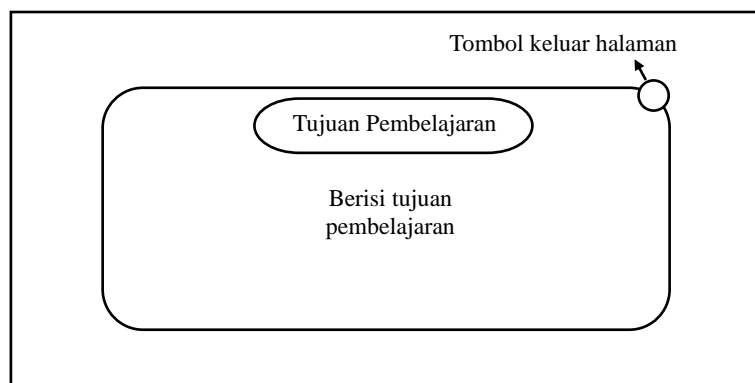 Tombol keluar halaman
Tujuan Pembelajaran
Berisi tujuan
pembelajaran